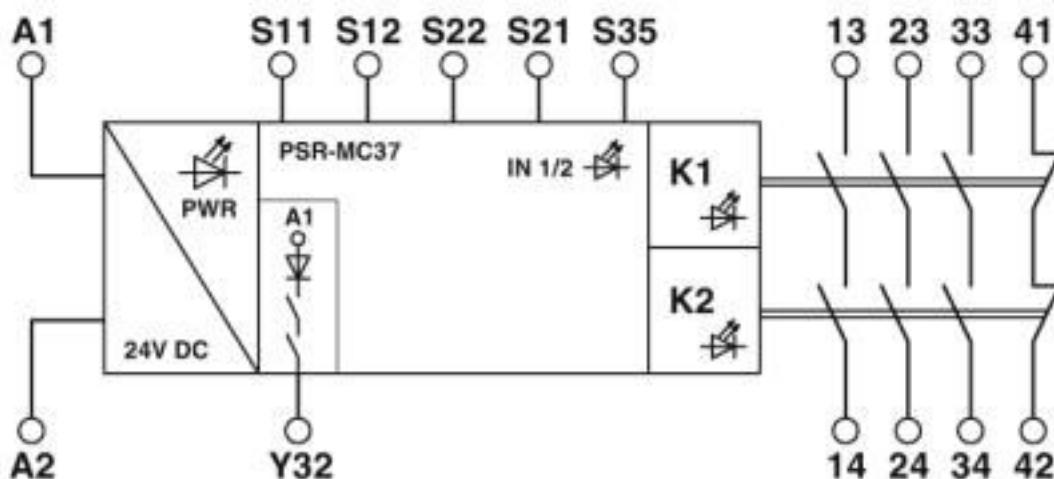 A1 S11 S12 S22 S21 S35 13 23 33 41
PSR-MC37
IN 1/2
K1
PWR
A1
K2
24V DC
A2 Y32 14 24 34 42